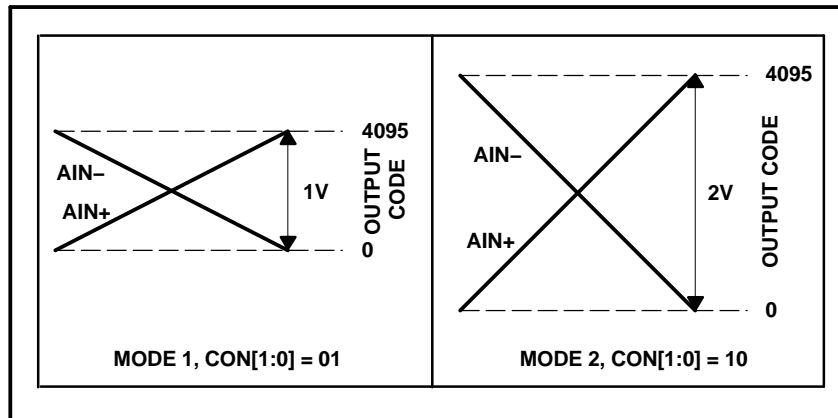 4095
AIN−
AIN+
1V
OUTPUT
CODE
0
MODE 1, CON[1:0] = 01
4095
AIN−
AIN+
2V
OUTPUT CODE
0
MODE 2, CON[1:0] = 10